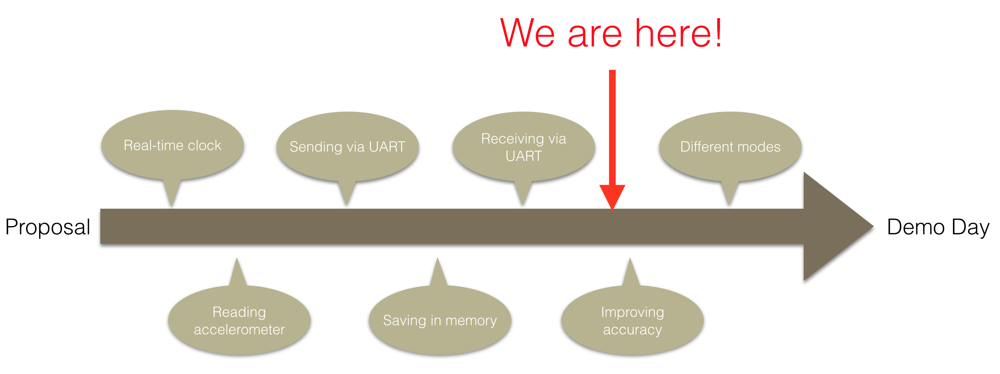 We are here!
Real-time clock
Sending via UART
Receiving via
UART
Different modes
Proposal
Demo Day
Reading
accelerometer
Saving in memory
Improving
accuracy